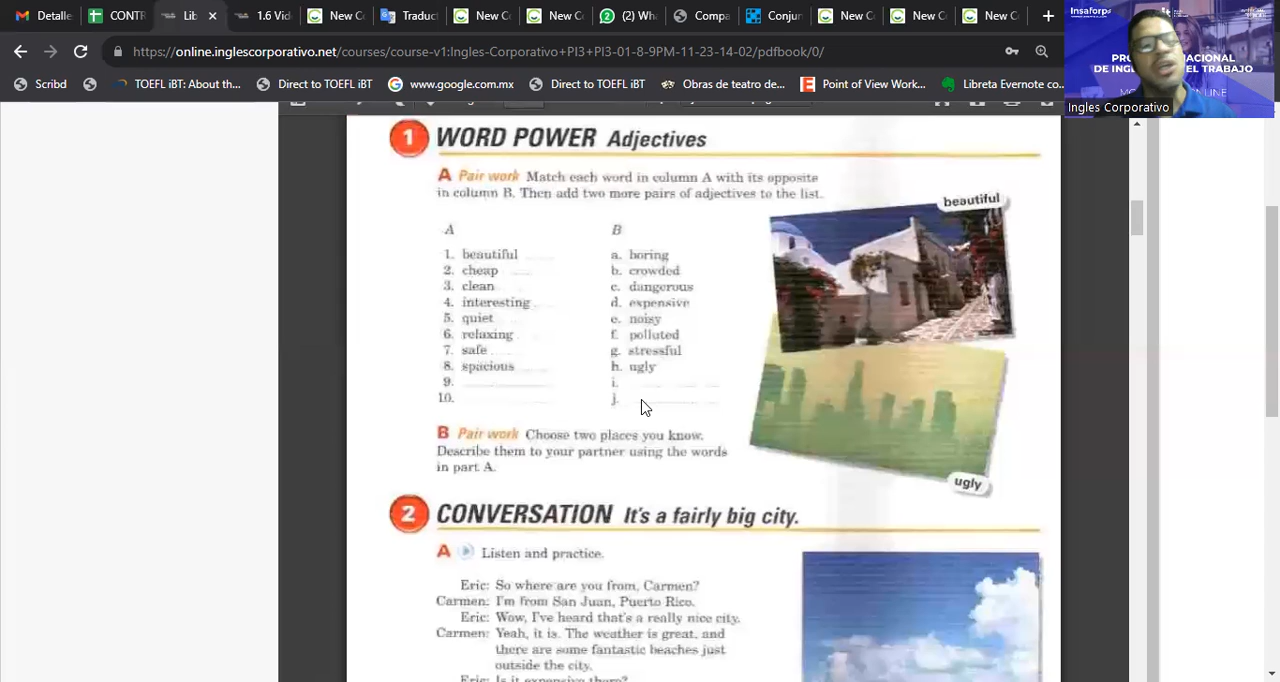 Detalle
CONTR
Lib
1.6 Vid
New C
Traduc
New C
New C
(2) Wha
Compa
Conjun
New C
New C
New C
https://online.inglescorporativo.net/courses/course-v1:Ingles-Corporativo+PI3+PI3-01-8-9PM-11-23-14-02/pdfbook/0/
Scribd
TOEFL iBT: About th...
Direct to TOEFL iBT
www.google.com.mx
Direct to TOEFL iBT
Obras de teatro de...
Point of View Work...
Libreta Evernote co...
Insaforp
Ingles Corporativo
1 WORD POWER Adjectives
A Pair work Match each word in column A with its opposite
in column B. Then add two more pairs of adjectives to the list.
A
1. beautiful
2. cheap
3. clean
4. interesting
5. quiet
6. relaxing
7. safe
8. spacious
9.
10.
B
a. boring
b. crowded
c. dangerous
d. expensive
e. noisy
f. polluted
g. stressful
h. ugly
i.
j.
beautiful
ugly
B Pair work Choose two places you know.
Describe them to your partner using the words
in part A.
2 CONVERSATION It's a fairly big city.
A Listen and practice.
Eric: So where are you from, Carmen?
Carmen: I'm from San Juan, Puerto Rico.
Eric: Wow, I've heard that's a really nice city.
Carmen: Yeah, it is. The weather is great, and
there are some fantastic beaches just
outside the city.
Eric: Is it expensive there?